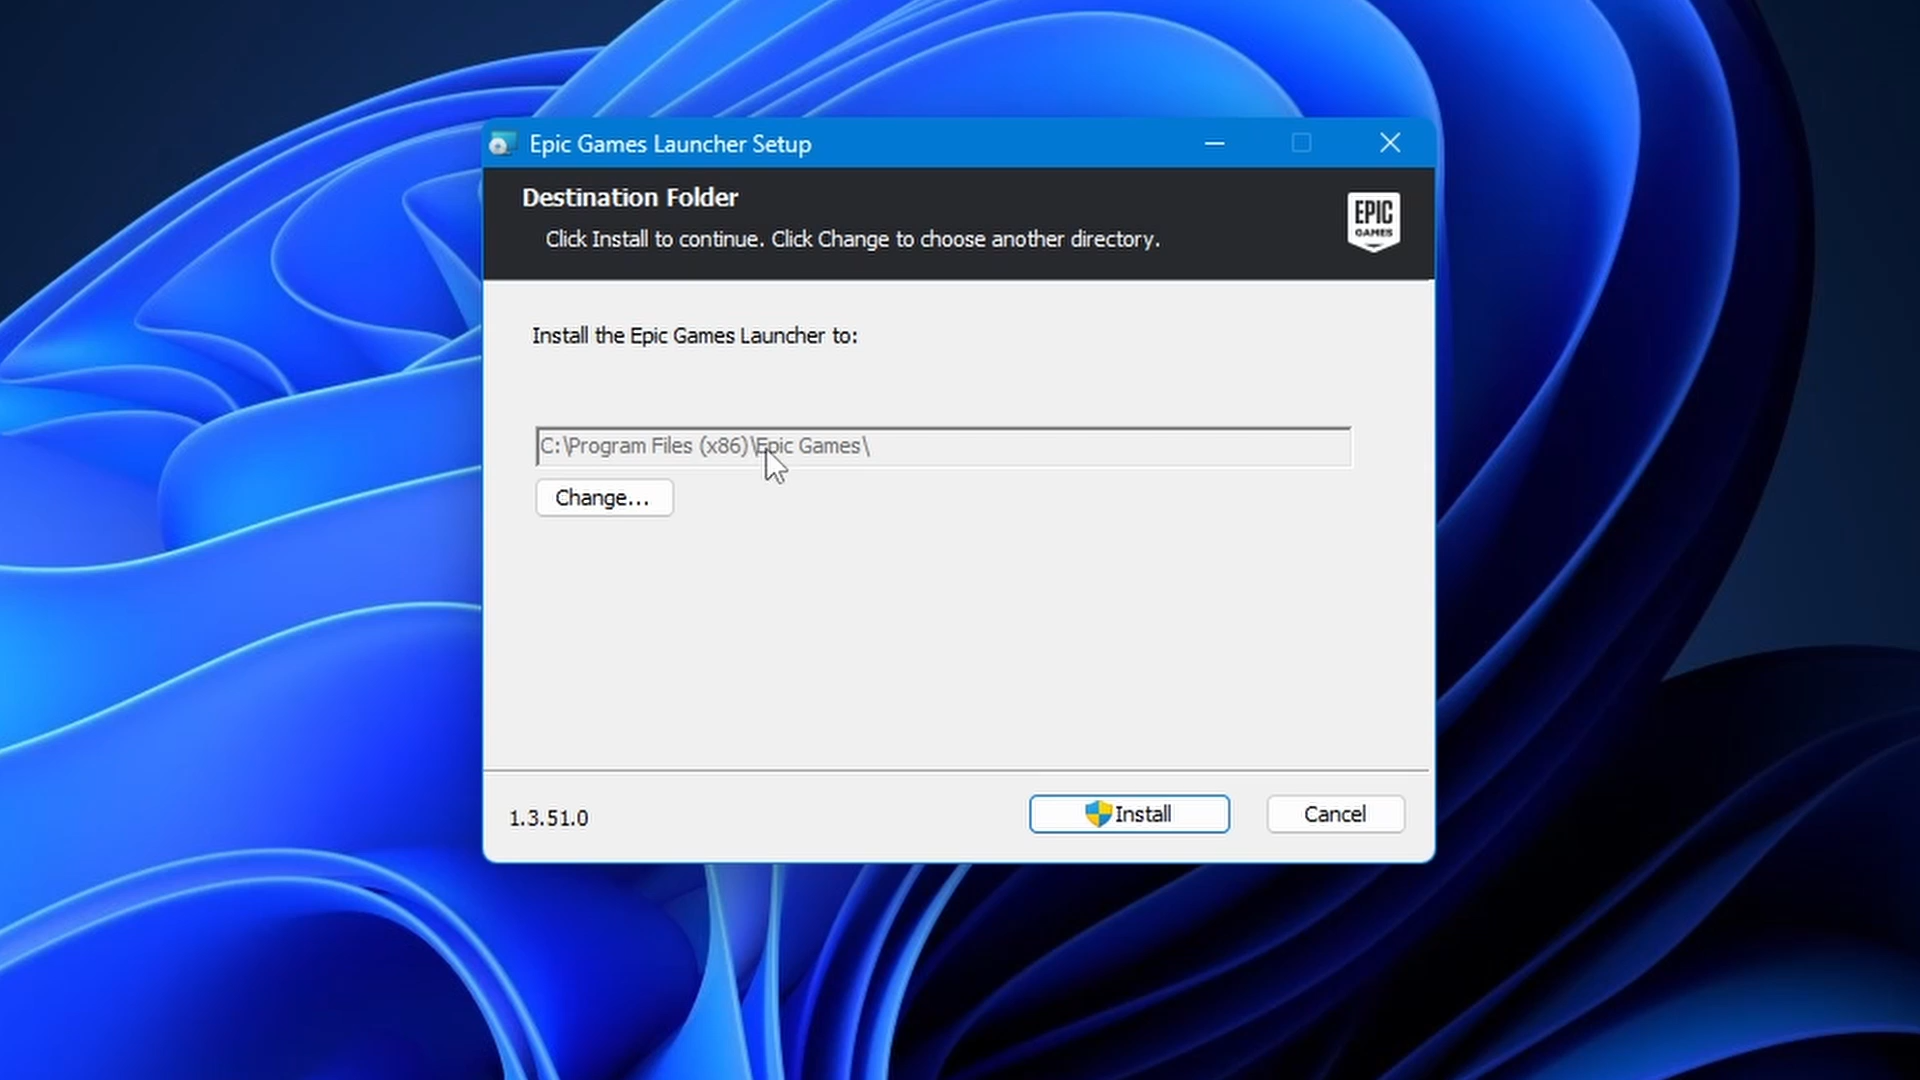 Epic Games Launcher Setup
Destination Folder
Click Install to continue. Click Change to choose another directory.
EPIC
GAMES
Install the Epic Games Launcher to:
C:\Program Files (x86)\Epic Games\
Change...
1.3.51.0
Install
Cancel